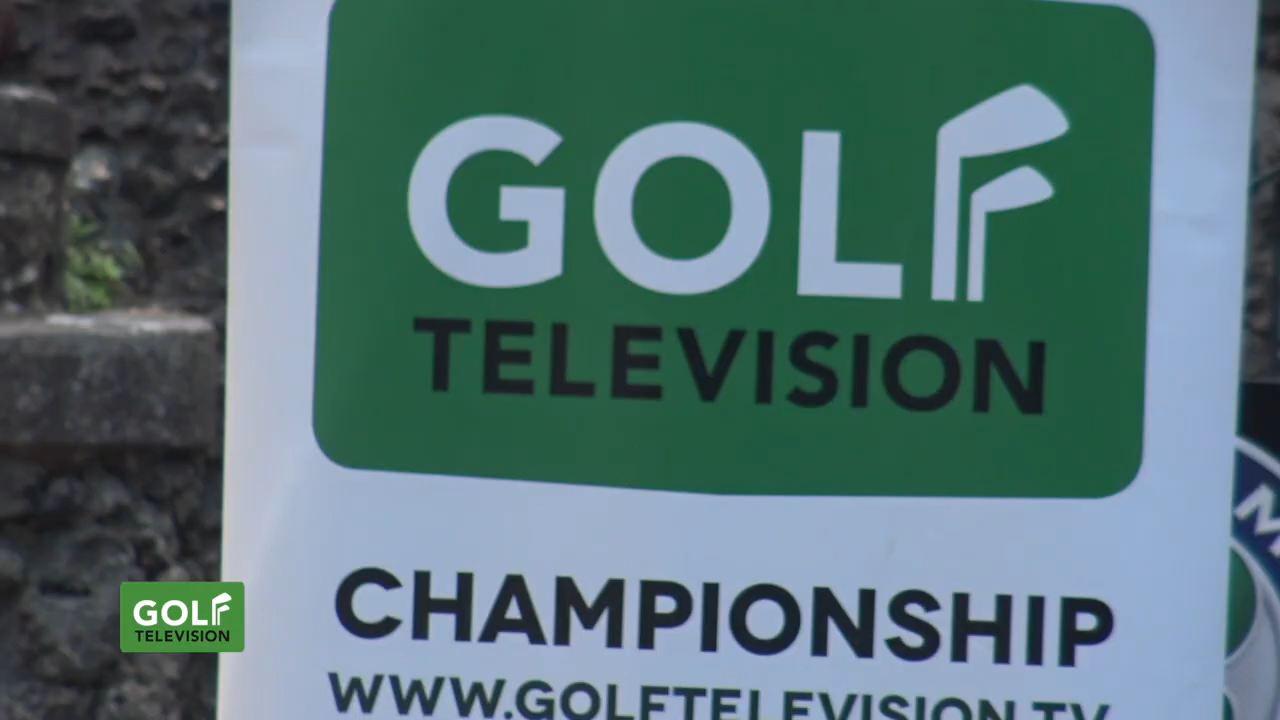 GOLF
TELEVISION
CHAMPIONSHIP
WWW.GOLFTELEVISION.TV
GOLF
TELEVISION